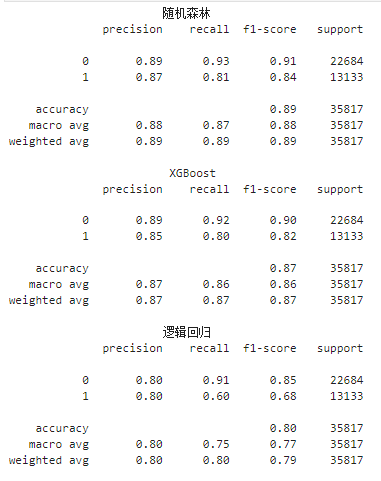 随机森林
precision recall f1-score support
0 0.89 0.93 0.91 22684
1 0.87 0.81 0.84 13133
accuracy 0.89 35817
macro avg 0.88 0.87 0.88 35817
weighted avg 0.89 0.89 0.89 35817
XGBoost
precision recall f1-score support
0 0.89 0.92 0.90 22684
1 0.85 0.80 0.82 13133
accuracy 0.87 35817
macro avg 0.87 0.86 0.86 35817
weighted avg 0.87 0.87 0.87 35817
逻辑回归
precision recall f1-score support
0 0.80 0.91 0.85 22684
1 0.80 0.60 0.68 13133
accuracy 0.80 35817
macro avg 0.80 0.75 0.77 35817
weighted avg 0.80 0.80 0.79 35817